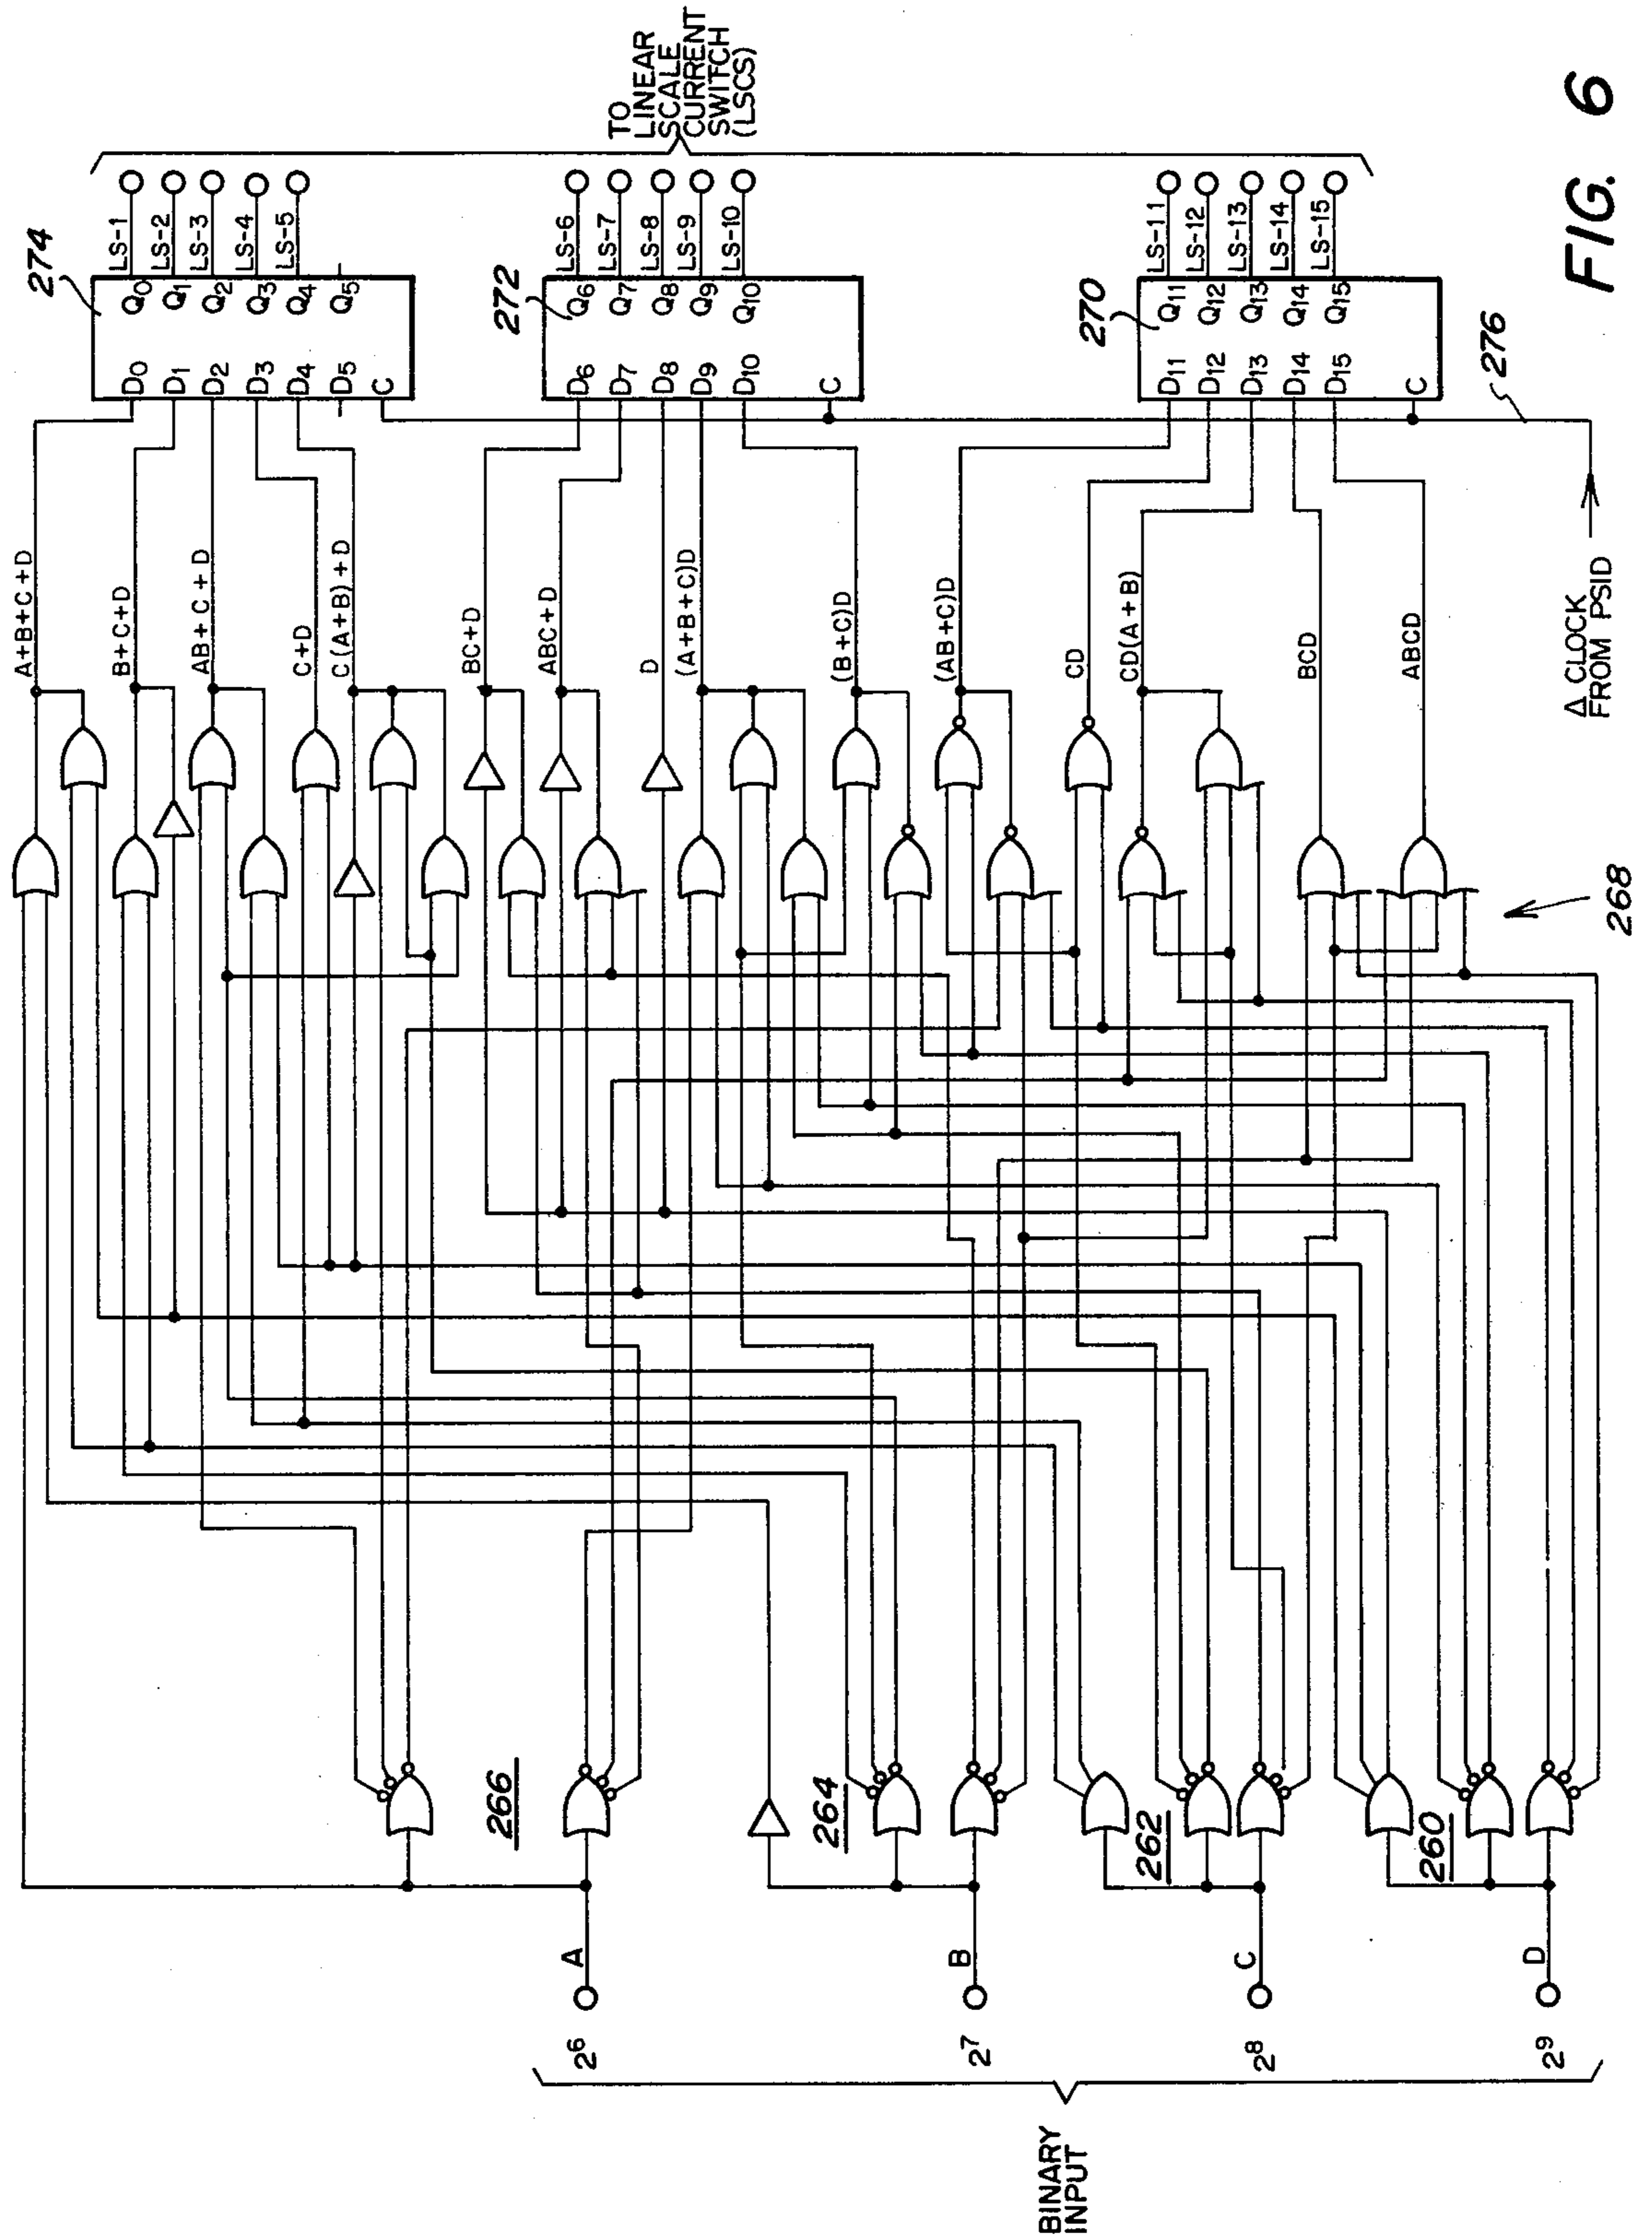 274
LS-1
LS-2
LS-3
LS-4
LS-5
Q0
Q1
Q2
Q3
Q4
Q5
D0
D1
D2
D3
D4
D5
C
272
LS-6
LS-7
LS-8
LS-9
LS-10
Q6
Q7
Q8
Q9
Q10
D6
D7
D8
D9
D10
C
270
LS-11
LS-12
LS-13
LS-14
LS-15
Q11
Q12
Q13
Q14
Q15
D11
D12
D13
D14
D15
C
TO
LINEAR
SCALE
CURRENT
SWITCH
(LSCS)
A+B+C+D
B+C+D
AB+C+D
C+D
C(A+B)+D
BC+D
ABC+D
D
(A+B+C)D
(B+C)D
(AB+C)D
CD
CD(A+B)
BCD
ABCD
276
Δ CLOCK
FROM PSID
268
266
264
262
260
A
B
C
D
2⁶
2⁷
2⁸
2⁹
BINARY
INPUT
FIG. 6